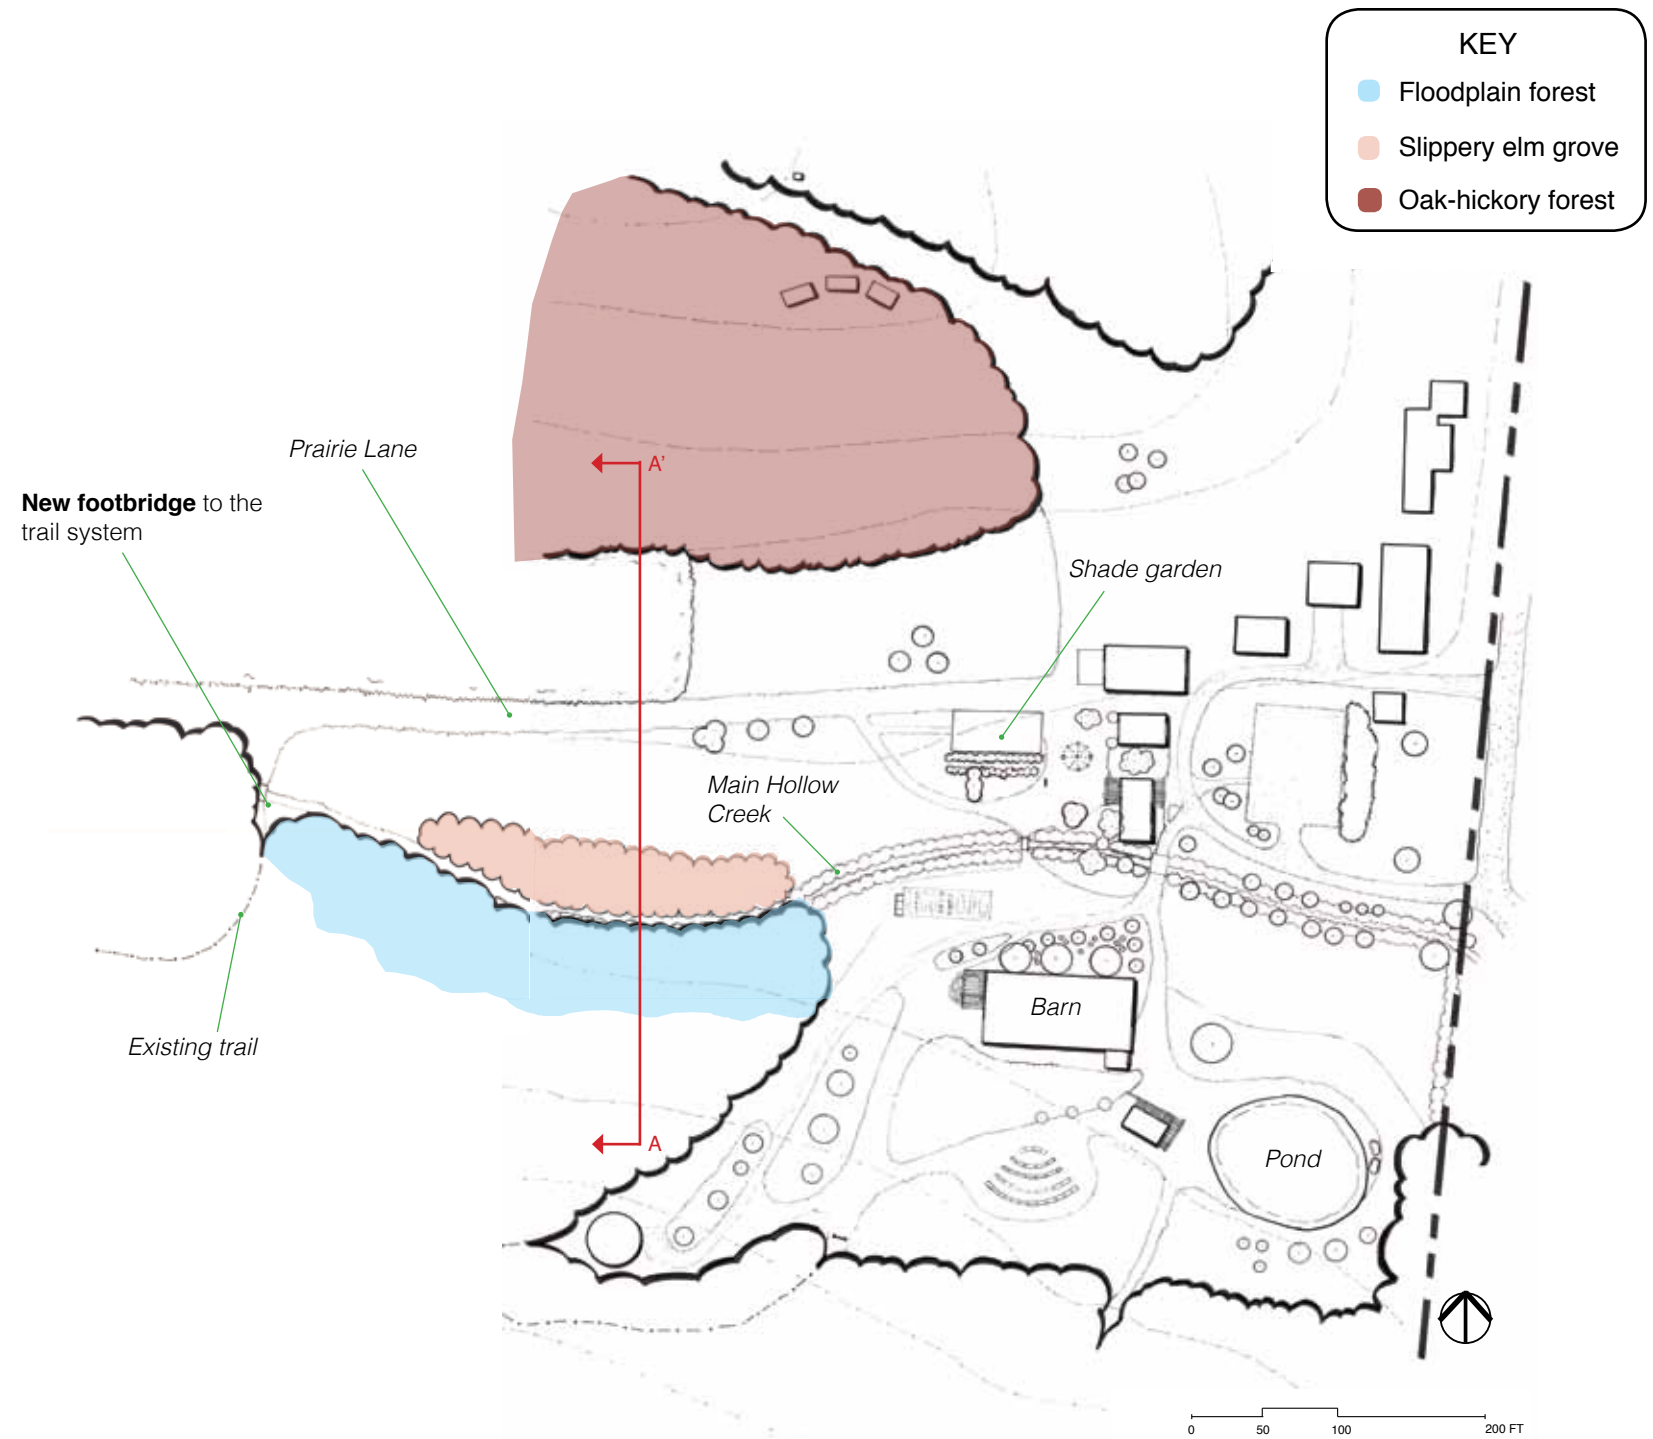 KEY
Floodplain forest
Slippery elm grove
Oak-hickory forest
Prairie Lane
A'
New footbridge to the
trail system
Shade garden
Main Hollow
Creek
Barn
Existing trail
A
Pond
0 50 100 200 FT